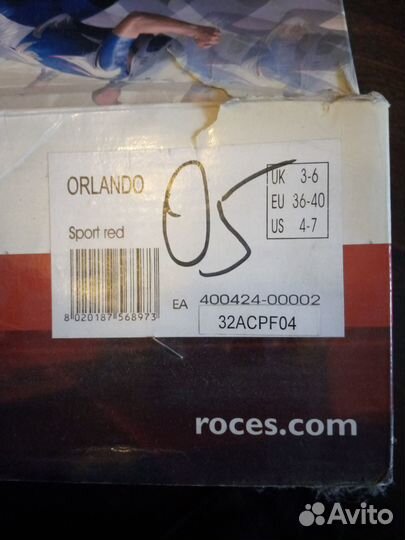 ORLANDO
Sport red
05
UK 3-6
EU 36-40
US 4-7
8 020187 568973
EA 400424-00002
32ACPF04
roces.com
Avito